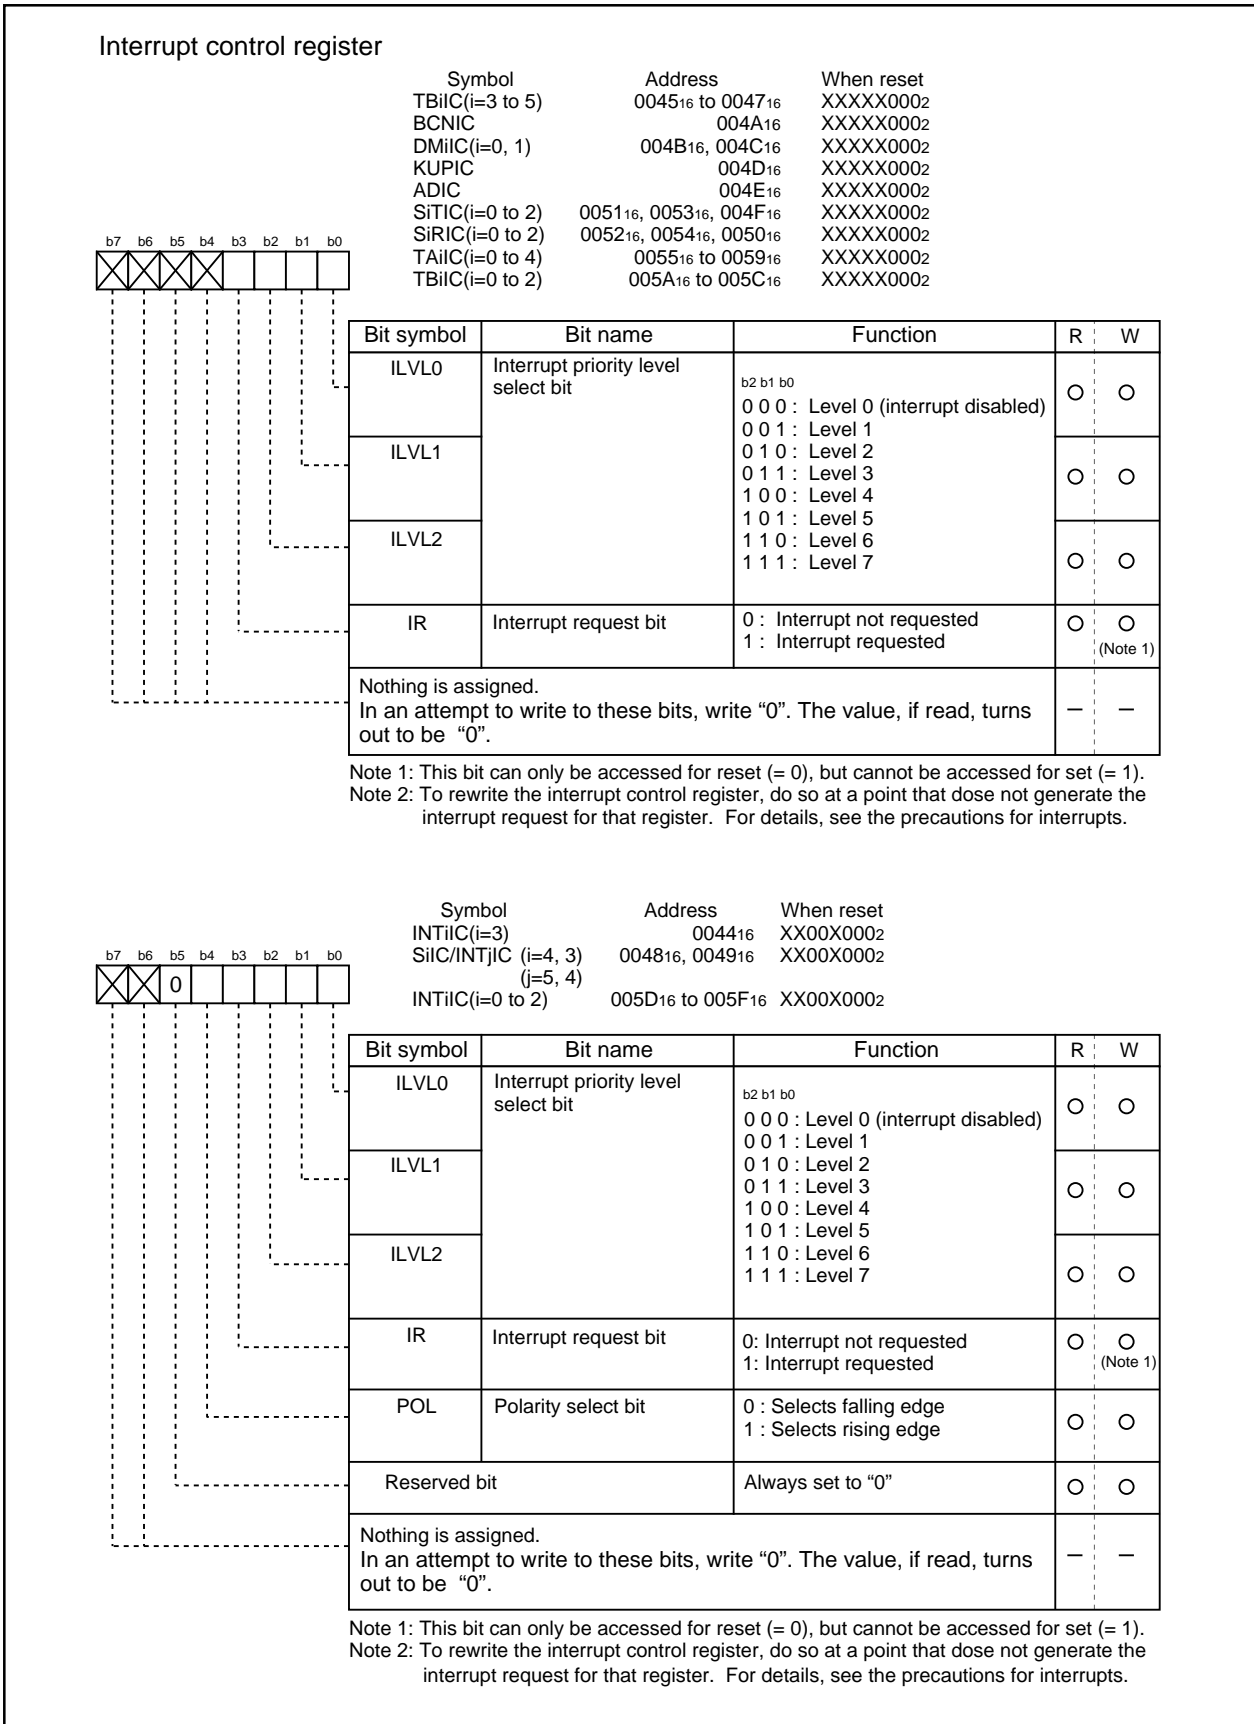 Interrupt control register
Symbol Address When reset
TBiIC(i=3 to 5) 004516 to 004716 XXXXX0002
BCNIC 004A16 XXXXX0002
DMiIC(i=0, 1) 004B16, 004C16 XXXXX0002
KUPIC 004D16 XXXXX0002
ADIC 004E16 XXXXX0002
SiTIC(i=0 to 2) 005116, 005316, 004F16 XXXXX0002
SiRIC(i=0 to 2) 005216, 005416, 005016 XXXXX0002
TAiIC(i=0 to 4) 005516 to 005916 XXXXX0002
TBiIC(i=0 to 2) 005A16 to 005C16 XXXXX0002
b7 b6 b5 b4 b3 b2 b1 b0
Bit symbol Bit name Function R W
ILVL0 Interrupt priority level
select bit
b2 b1 b0
0 0 0 : Level 0 (interrupt disabled)
0 0 1 : Level 1
ILVL1 0 1 0 : Level 2
0 1 1 : Level 3
1 0 0 : Level 4
1 0 1 : Level 5
ILVL2 1 1 0 : Level 6
1 1 1 : Level 7
IR Interrupt request bit 0 : Interrupt not requested
1 : Interrupt requested
(Note 1)
Nothing is assigned.
In an attempt to write to these bits, write “0”. The value, if read, turns
out to be “0”.
Note 1: This bit can only be accessed for reset (= 0), but cannot be accessed for set (= 1).
Note 2: To rewrite the interrupt control register, do so at a point that dose not generate the
interrupt request for that register. For details, see the precautions for interrupts.
Symbol Address When reset
INTiIC(i=3) 004416 XX00X0002
SiIC/INTjIC (i=4, 3) 004816, 004916 XX00X0002
(j=5, 4)
INTiIC(i=0 to 2) 005D16 to 005F16 XX00X0002
b7 b6 b5 b4 b3 b2 b1 b0
0
Bit symbol Bit name Function R W
ILVL0 Interrupt priority level
select bit
b2 b1 b0
0 0 0 : Level 0 (interrupt disabled)
0 0 1 : Level 1
ILVL1 0 1 0 : Level 2
0 1 1 : Level 3
1 0 0 : Level 4
1 0 1 : Level 5
ILVL2 1 1 0 : Level 6
1 1 1 : Level 7
IR Interrupt request bit 0: Interrupt not requested
1: Interrupt requested
(Note 1)
POL Polarity select bit 0 : Selects falling edge
1 : Selects rising edge
Reserved bit Always set to “0”
Nothing is assigned.
In an attempt to write to these bits, write “0”. The value, if read, turns
out to be “0”.
Note 1: This bit can only be accessed for reset (= 0), but cannot be accessed for set (= 1).
Note 2: To rewrite the interrupt control register, do so at a point that dose not generate the
interrupt request for that register. For details, see the precautions for interrupts.